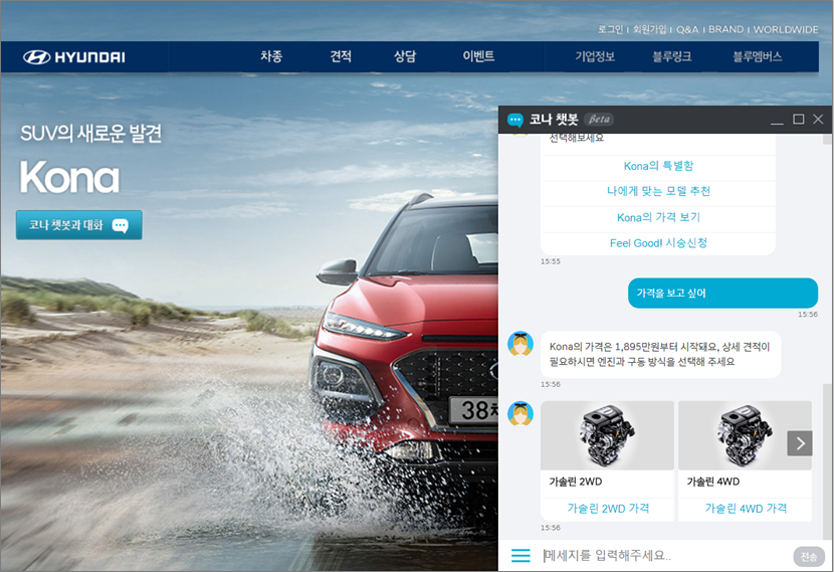 로그인 | 회원가입 | Q&A | BRAND | WORLDWIDE
HYUNDAI 차종 견적 상담 이벤트 기업정보 블루링크 블루멤버스
SUV의 새로운 발견
Kona
코나 챗봇과 대화
코나 챗봇 Beta
선택해보세요
Kona의 특별함
나에게 맞는 모델 추천
Kona의 가격 보기
Feel Good! 시승신청
15:55
가격을 보고 싶어
15:56
Kona의 가격은 1,895만원부터 시작돼요, 상세 견적이
필요하시면 엔진과 구동 방식을 선택해 주세요
15:56
가솔린 2WD 가솔린 4WD
가솔린 2WD 가격 가솔린 4WD 가격
15:56
메세지를 입력해주세요.. 전송
38